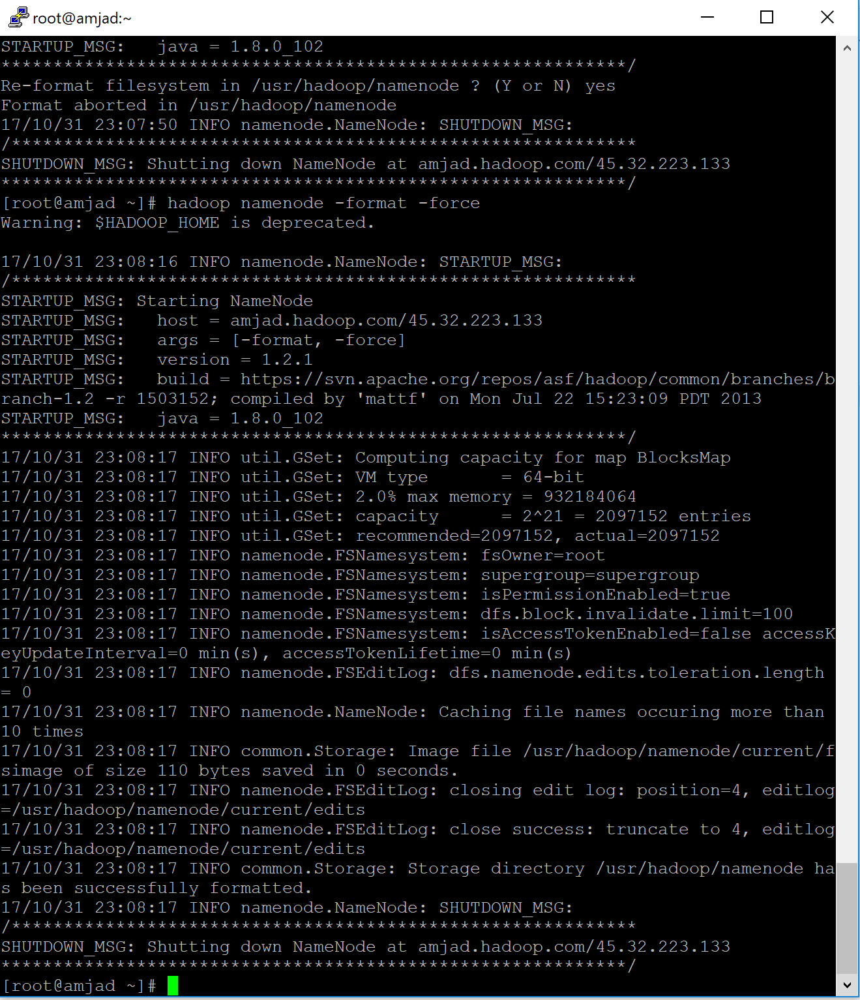 root@amjad:~
STARTUP_MSG:   java = 1.8.0_102
************************************************************/
Re-format filesystem in /usr/hadoop/namenode ? (Y or N) yes
Format aborted in /usr/hadoop/namenode
17/10/31 23:07:50 INFO namenode.NameNode: SHUTDOWN_MSG:
/************************************************************
SHUTDOWN_MSG: Shutting down NameNode at amjad.hadoop.com/45.32.223.133
************************************************************/
[root@amjad ~]# hadoop namenode -format -force
Warning: $HADOOP_HOME is deprecated.
17/10/31 23:08:16 INFO namenode.NameNode: STARTUP_MSG:
/************************************************************
STARTUP_MSG: Starting NameNode
STARTUP_MSG:   host = amjad.hadoop.com/45.32.223.133
STARTUP_MSG:   args = [-format, -force]
STARTUP_MSG:   version = 1.2.1
STARTUP_MSG:   build = https://svn.apache.org/repos/asf/hadoop/common/branches/b
ranch-1.2 -r 1503152; compiled by 'mattf' on Mon Jul 22 15:23:09 PDT 2013
STARTUP_MSG:   java = 1.8.0_102
************************************************************/
17/10/31 23:08:17 INFO util.GSet: Computing capacity for map BlocksMap
17/10/31 23:08:17 INFO util.GSet: VM type       = 64-bit
17/10/31 23:08:17 INFO util.GSet: 2.0% max memory = 932184064
17/10/31 23:08:17 INFO util.GSet: capacity      = 2^21 = 2097152 entries
17/10/31 23:08:17 INFO util.GSet: recommended=2097152, actual=2097152
17/10/31 23:08:17 INFO namenode.FSNamesystem: fsOwner=root
17/10/31 23:08:17 INFO namenode.FSNamesystem: supergroup=supergroup
17/10/31 23:08:17 INFO namenode.FSNamesystem: isPermissionEnabled=true
17/10/31 23:08:17 INFO namenode.FSNamesystem: dfs.block.invalidate.limit=100
17/10/31 23:08:17 INFO namenode.FSNamesystem: isAccessTokenEnabled=false accessK
eyUpdateInterval=0 min(s), accessTokenLifetime=0 min(s)
17/10/31 23:08:17 INFO namenode.FSEditLog: dfs.namenode.edits.toleration.length
= 0
17/10/31 23:08:17 INFO namenode.NameNode: Caching file names occuring more than
10 times
17/10/31 23:08:17 INFO common.Storage: Image file /usr/hadoop/namenode/current/f
simage of size 110 bytes saved in 0 seconds.
17/10/31 23:08:17 INFO namenode.FSEditLog: closing edit log: position=4, editlog
=/usr/hadoop/namenode/current/edits
17/10/31 23:08:17 INFO namenode.FSEditLog: close success: truncate to 4, editlog
=/usr/hadoop/namenode/current/edits
17/10/31 23:08:17 INFO common.Storage: Storage directory /usr/hadoop/namenode ha
s been successfully formatted.
17/10/31 23:08:17 INFO namenode.NameNode: SHUTDOWN_MSG:
/************************************************************
SHUTDOWN_MSG: Shutting down NameNode at amjad.hadoop.com/45.32.223.133
************************************************************/
[root@amjad ~]#